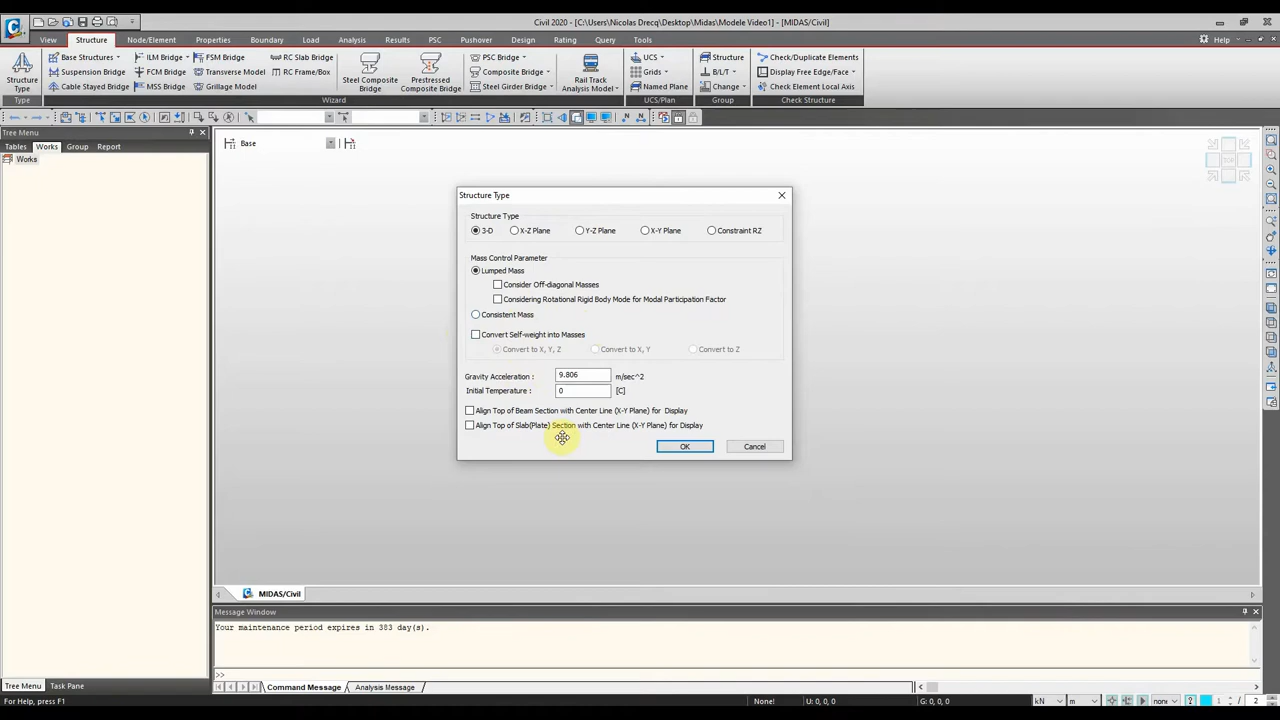 Civil 2020 - [C:\Users\Nicolas Drecq\Desktop\Midas\Modele Video1] - [MIDAS/Civil]
View Structure Node/Element Properties Boundary Load Analysis Results PSC Pushover Design Rating Query Tools Help
Base Structures ILM Bridge FSM Bridge RC Slab Bridge PSC Bridge UCS Structure Check/Duplicate Elements
Suspension Bridge FCM Bridge Transverse Model RC Frame/Box Composite Bridge Grids B/L/T Display Free Edge/Face
Cable Stayed Bridge MSS Bridge Grillage Model Steel Girder Bridge Named Plane Change Check Element Local Axis
Structure Type
Steel Composite Bridge
Prestressed Composite Bridge
Rail Track Analysis Model
Type Wizard UCS/Plan Group Check Structure
Tree Menu
Tables Works Group Report
Works
Base
Structure Type
Structure Type
3-D X-Z Plane Y-Z Plane X-Y Plane Constraint RZ
Mass Control Parameter
Lumped Mass
Consider Off-diagonal Masses
Considering Rotational Rigid Body Mode for Modal Participation Factor
Consistent Mass
Convert Self-weight into Masses
Convert to X, Y, Z Convert to X, Y Convert to Z
Gravity Acceleration : 9.806 m/sec^2
Initial Temperature : 0 [C]
Align Top of Beam Section with Center Line (X-Y Plane) for Display
Align Top of Slab(Plate) Section with Center Line (X-Y Plane) for Display
OK Cancel
MIDAS/Civil
Message Window
Your maintenance period expires in 383 day(s).
>>
Tree Menu Task Pane Command Message Analysis Message
For Help, press F1 None! U: 0, 0, 0 G: 0, 0, 0 kN m none 1 / 2